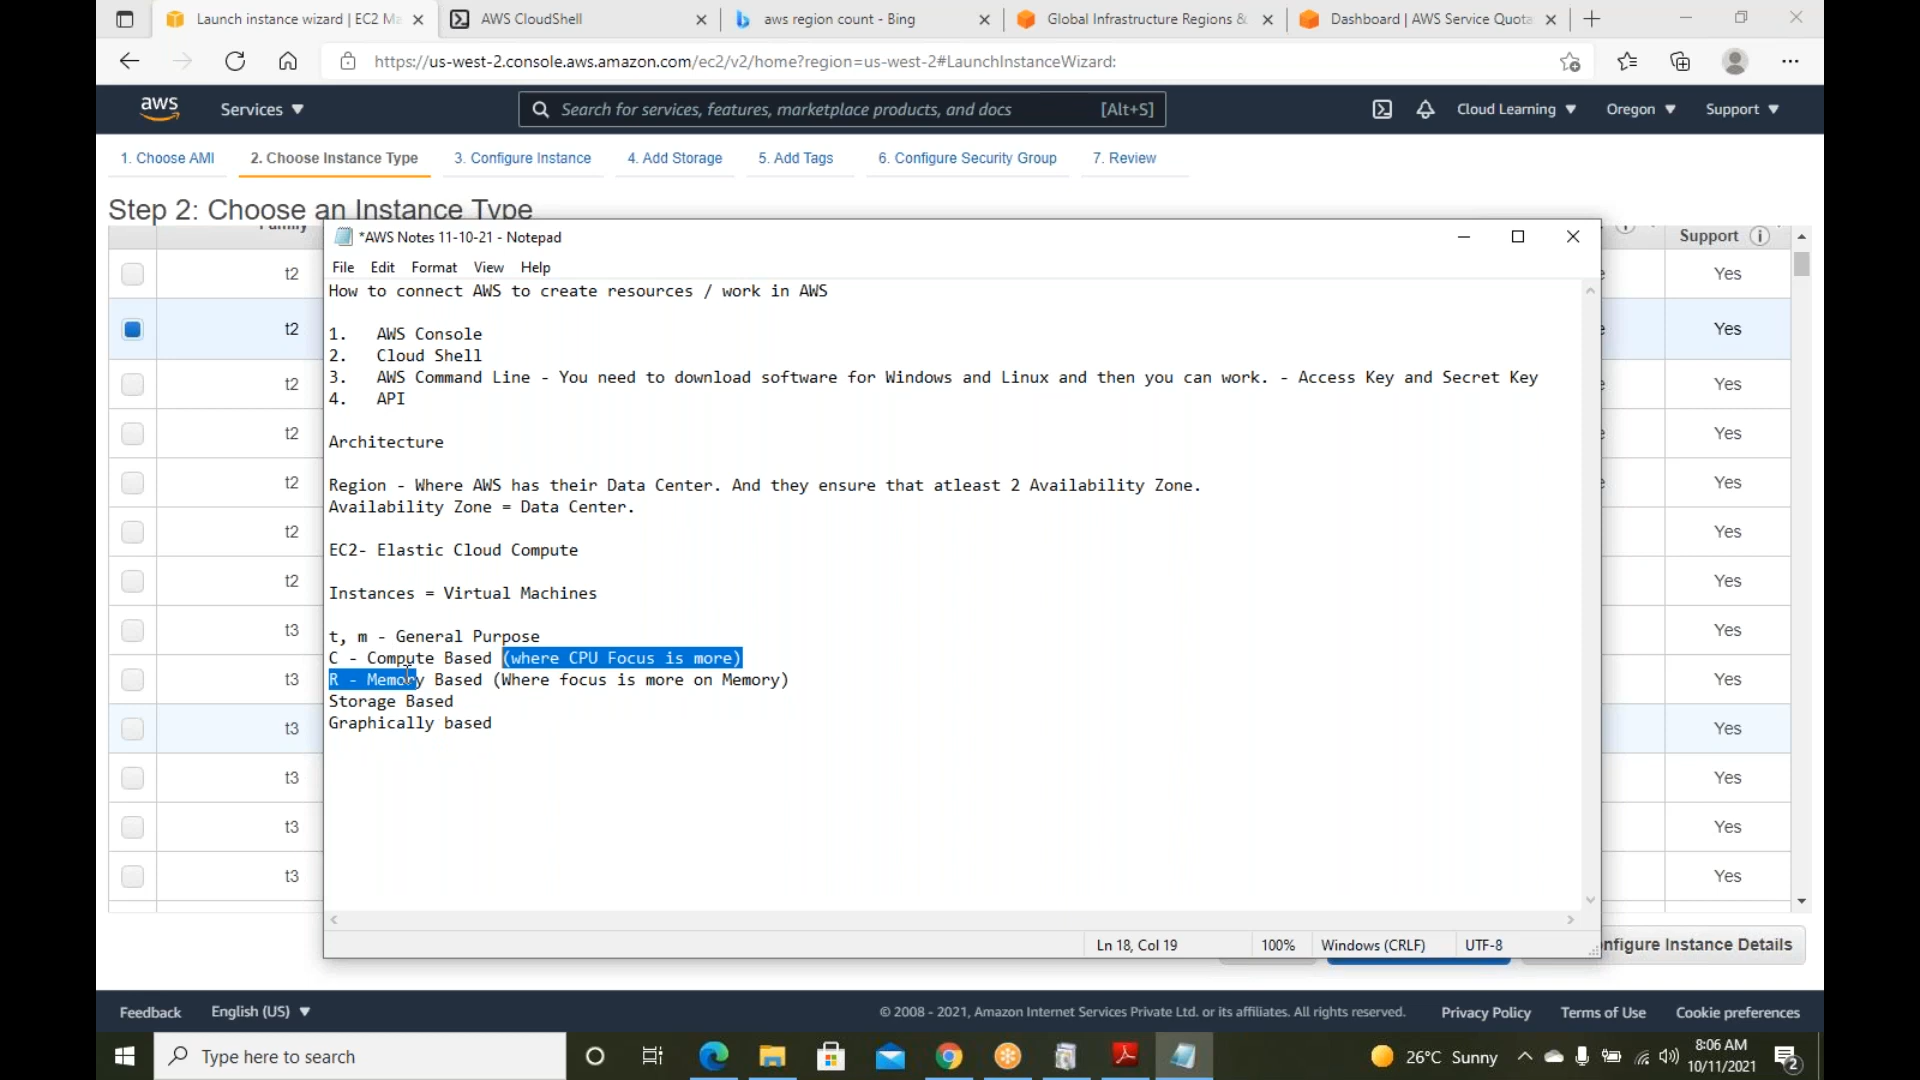 Launch instance wizard | EC2 Ma
AWS CloudShell
aws region count - Bing
Global Infrastructure Regions &
Dashboard | AWS Service Quota
https://us-west-2.console.aws.amazon.com/ec2/v2/home?region=us-west-2#LaunchInstanceWizard:
aws
Services
Search for services, features, marketplace products, and docs
[Alt+S]
Cloud Learning
Oregon
Support
1. Choose AMI
2. Choose Instance Type
3. Configure Instance
4. Add Storage
5. Add Tags
6. Configure Security Group
7. Review
Step 2: Choose an Instance Type
Family
Support
t2
Yes
t2
Yes
t2
Yes
t2
Yes
t2
Yes
t2
Yes
t2
Yes
t3
Yes
t3
Yes
t3
Yes
t3
Yes
t3
Yes
t3
Yes
*AWS Notes 11-10-21 - Notepad
File Edit Format View Help
How to connect AWS to create resources / work in AWS
1. AWS Console
2. Cloud Shell
3. AWS Command Line - You need to download software for Windows and Linux and then you can work. - Access Key and Secret Key
4. API
Architecture
Region - Where AWS has their Data Center. And they ensure that atleast 2 Availability Zone.
Availability Zone = Data Center.
EC2- Elastic Cloud Compute
Instances = Virtual Machines
t, m - General Purpose
C - Compute Based (where CPU Focus is more)
R - Memory Based (Where focus is more on Memory)
Storage Based
Graphically based
Ln 18, Col 19
100%
Windows (CRLF)
UTF-8
nfigure Instance Details
Feedback
English (US)
© 2008 - 2021, Amazon Internet Services Private Ltd. or its affiliates. All rights reserved.
Privacy Policy
Terms of Use
Cookie preferences
Type here to search
26°C Sunny
8:06 AM
10/11/2021
2